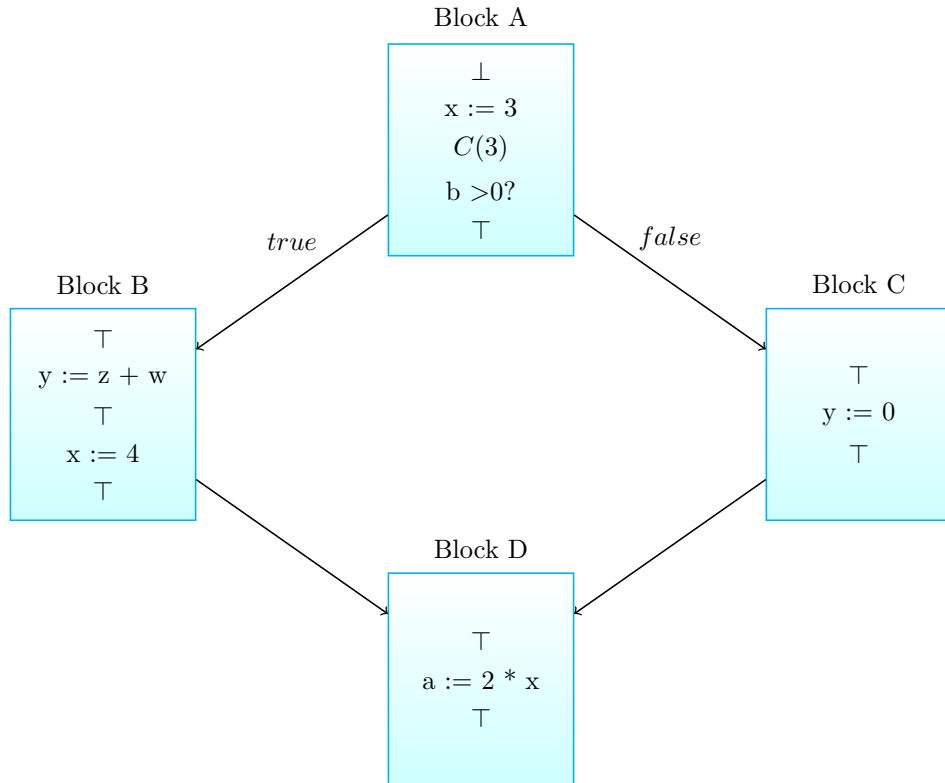 Block A
⊥
x := 3
C(3)
b >0?
⊤
true
false
Block B
⊤
y := z + w
⊤
x := 4
⊤
Block C
⊤
y := 0
⊤
Block D
⊤
a := 2 * x
⊤